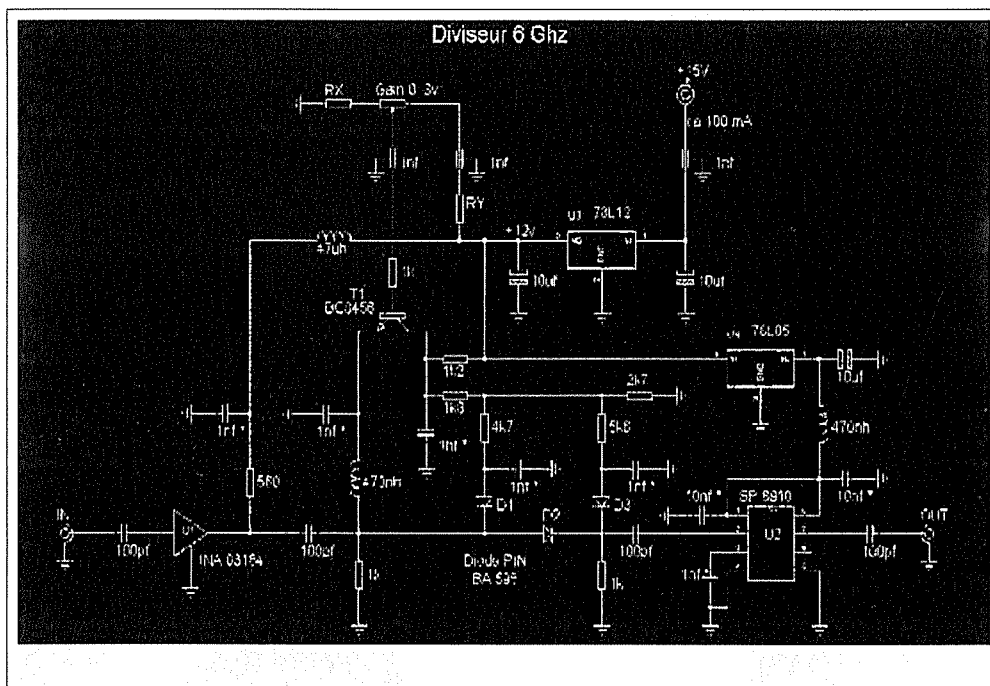 Diviseur 6 Ghz
+15V
RX
Gain 0 3v
ca 100 mA
1nf
1nf
1nf
RY
U3
78L12
+12v
47uh
1k
10uf
10uf
T1
U4
78L05
1k2
10uf
2k7
1k8
1nf *
1nf *
1nf *
4k7
5k6
470nh
560
470nh
1nf *
1nf *
10nf *
10nf *
SP 8910
IN
D1
D2
D3
OUT
U1
U2
100pf
100pf
100pf
100pf
INA 03184
Diode PIN
1k
1k
1nf *